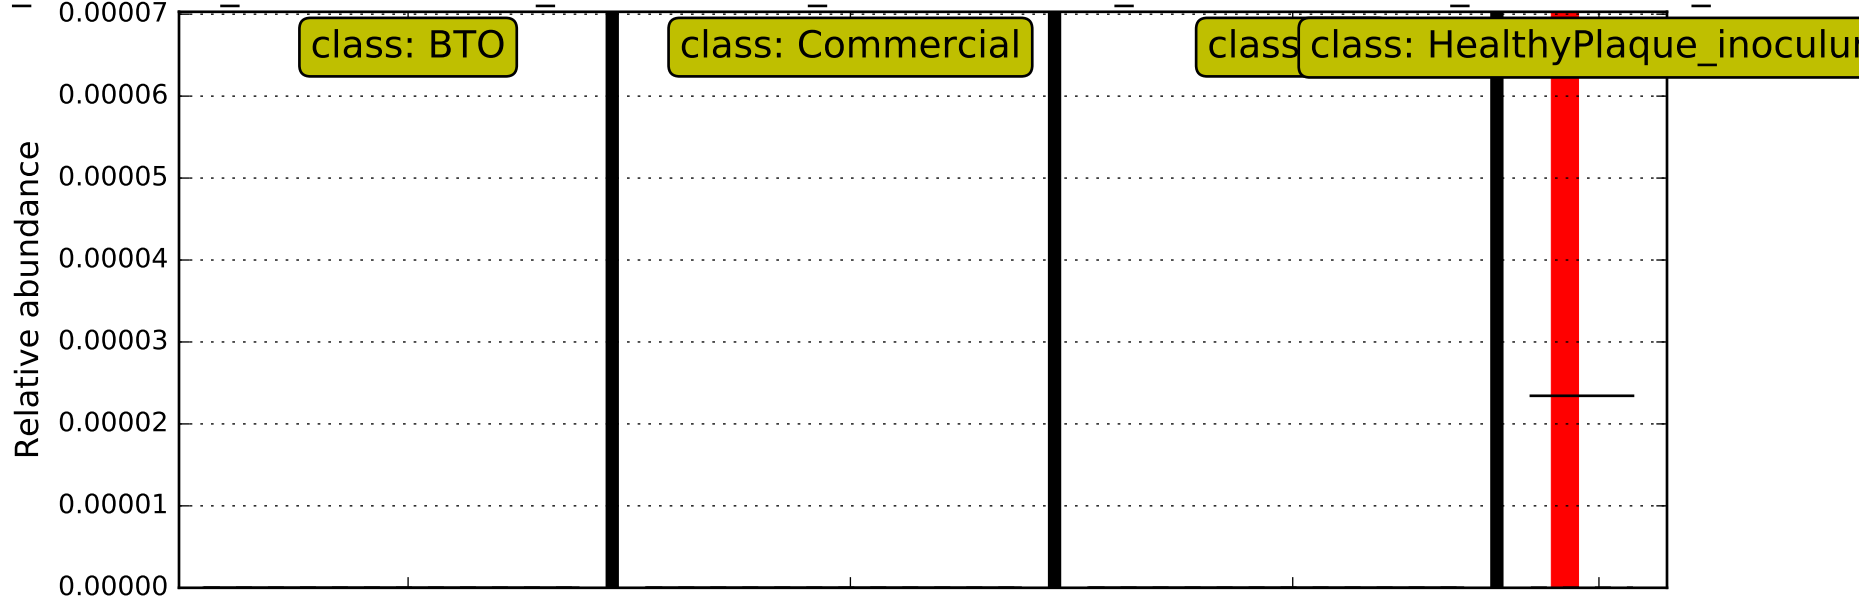 0.00007
class: BTO
class: Commercial
class
class: HealthyPlaque_inoculu
0.00006
0.00005
0.00004
0.00003
0.00002
0.00001
0.00000
Relative abundance